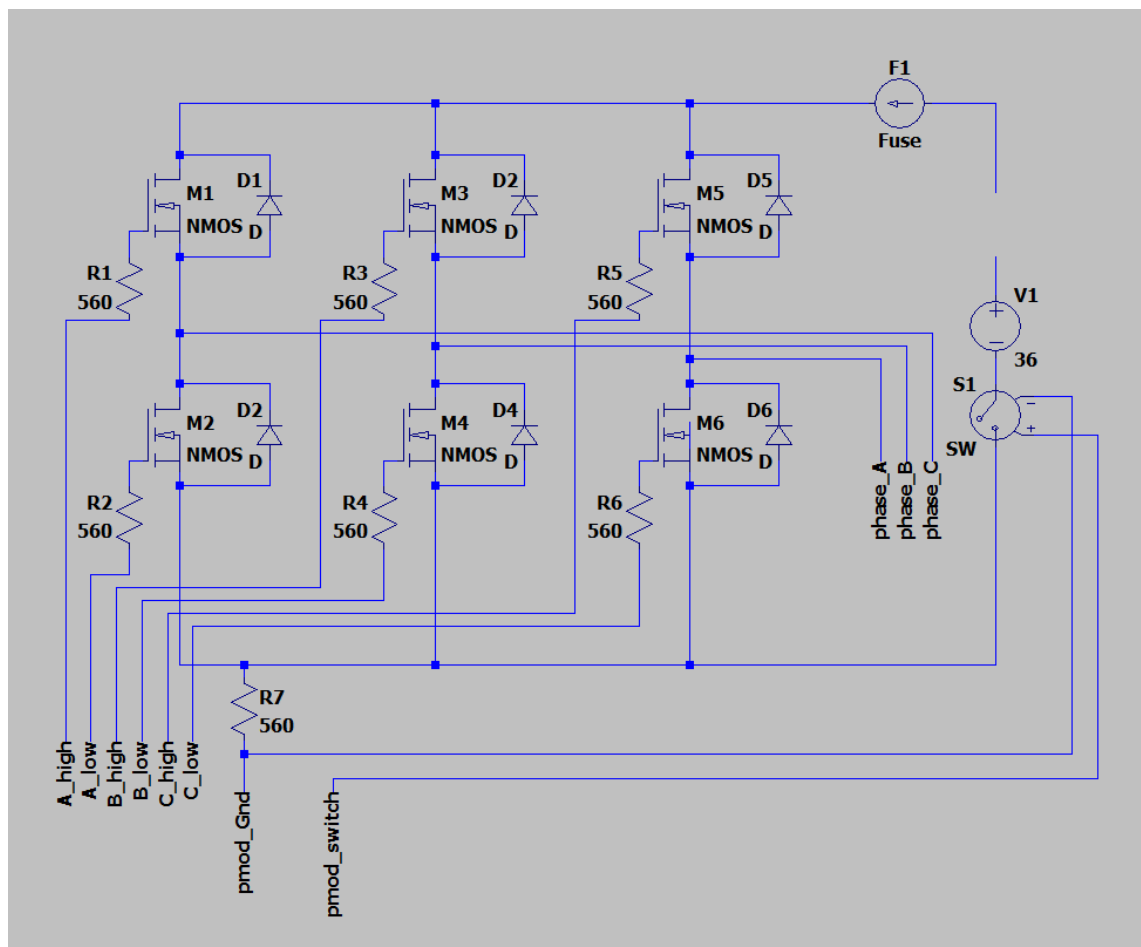 F1
Fuse
M1
D1
NMOS
D
M3
D2
NMOS
D
M5
D5
NMOS
D
R1
560
R3
560
R5
560
V1
36
S1
SW
M2
D2
NMOS
D
M4
D4
NMOS
D
M6
D6
NMOS
D
R2
560
R4
560
R6
560
phase_A
phase_B
phase_C
R7
560
A_high
A_low
B_high
B_low
C_high
C_low
pmod_Gnd
pmod_switch